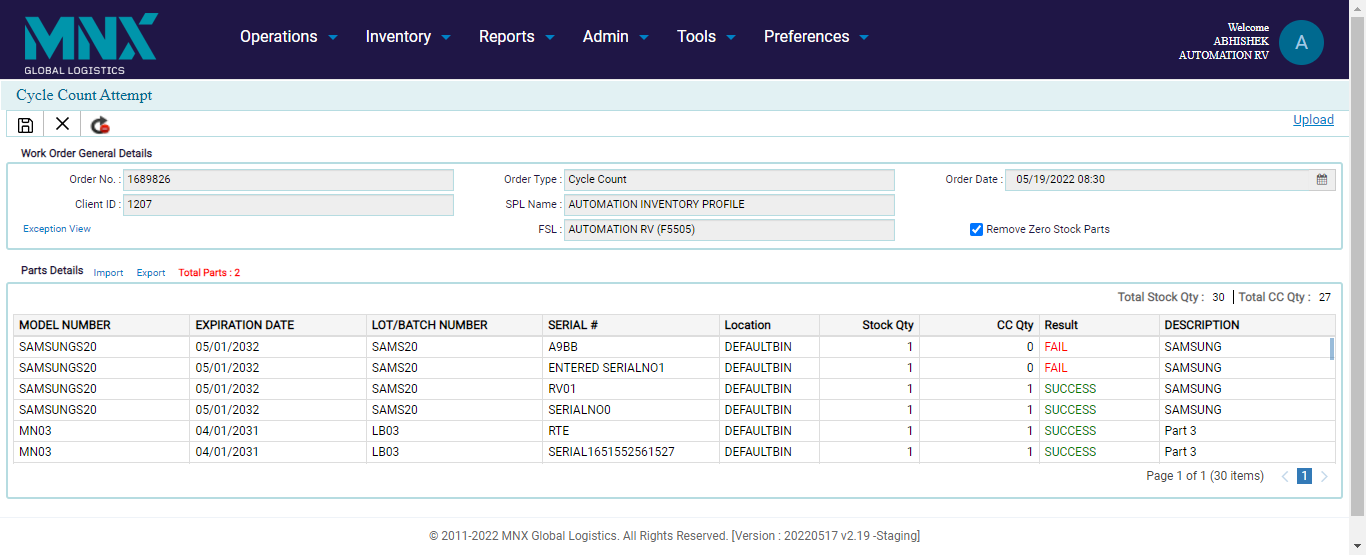 MNX
GLOBAL LOGISTICS
Operations Inventory Reports Admin Tools Preferences
Welcome
ABHISHEK
AUTOMATION RV
A
Cycle Count Attempt
Upload
Work Order General Details
Order No. : 1689826 Order Type : Cycle Count Order Date : 05/19/2022 08:30
Client ID : 1207 SPL Name : AUTOMATION INVENTORY PROFILE
Exception View FSL : AUTOMATION RV (F5505) Remove Zero Stock Parts
Parts Details Import Export Total Parts : 2
Total Stock Qty : 30 Total CC Qty : 27
MODEL NUMBER EXPIRATION DATE LOT/BATCH NUMBER SERIAL # Location Stock Qty CC Qty Result DESCRIPTION
SAMSUNGS20 05/01/2032 SAMS20 A9BB DEFAULTBIN 1 0 FAIL SAMSUNG
SAMSUNGS20 05/01/2032 SAMS20 ENTERED SERIALNO1 DEFAULTBIN 1 0 FAIL SAMSUNG
SAMSUNGS20 05/01/2032 SAMS20 RV01 DEFAULTBIN 1 1 SUCCESS SAMSUNG
SAMSUNGS20 05/01/2032 SAMS20 SERIALNO0 DEFAULTBIN 1 1 SUCCESS SAMSUNG
MN03 04/01/2031 LB03 RTE DEFAULTBIN 1 1 SUCCESS Part 3
MN03 04/01/2031 LB03 SERIAL1651552561527 DEFAULTBIN 1 1 SUCCESS Part 3
Page 1 of 1 (30 items) 1
© 2011-2022 MNX Global Logistics. All Rights Reserved. [Version : 20220517 v2.19 -Staging]